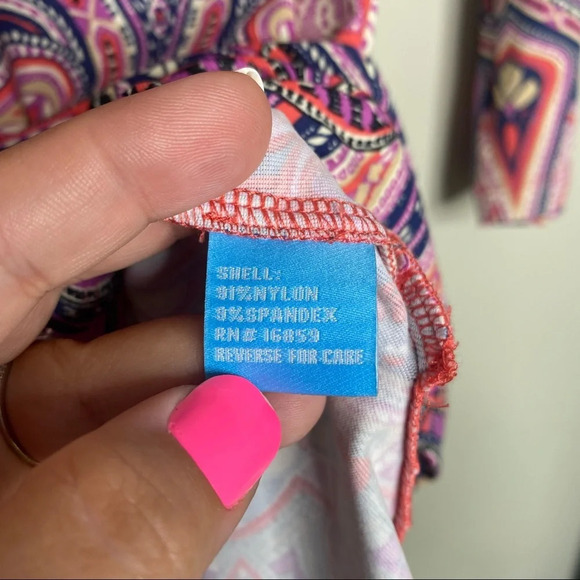 SHELL:
91%NYLON
9%SPANDEX
RN# 16859
REVERSE FOR CARE